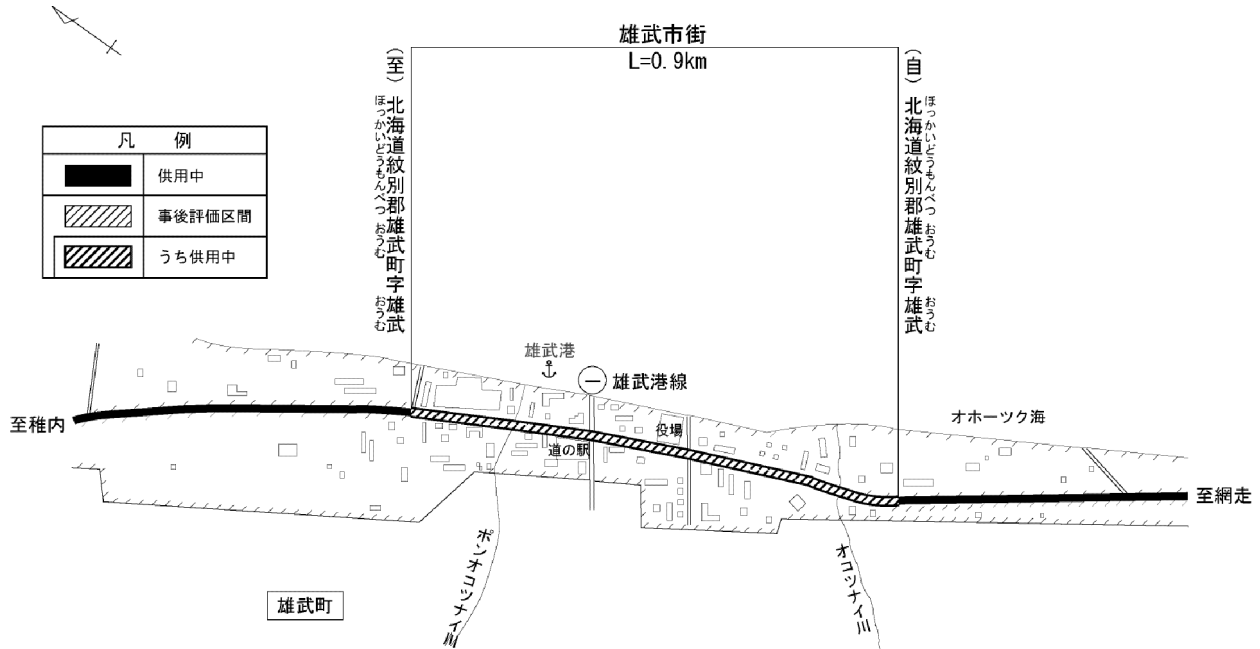 雄武市街
L=0.9km
(至)北海道紋別郡雄武町字雄武
ほっかいどうもんべつ おうむ おうむ
(自)北海道紋別郡雄武町字雄武
ほっかいどうもんべつ おうむ おうむ
凡 例
供用中
事後評価区間
うち供用中
雄武港
一
雄武港線
オホーツク海
至稚内
役場
道の駅
至網走
ポンオコツナイ川
オコツナイ川
雄武町